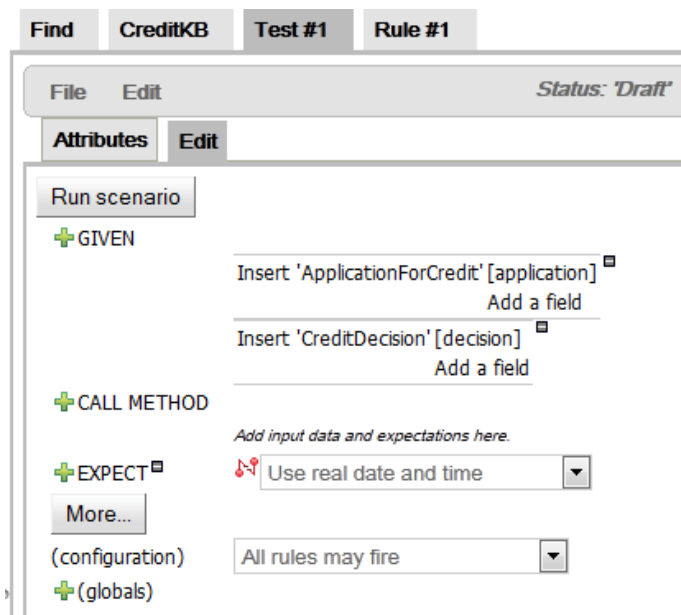 Find CreditKB Test #1 Rule #1
File Edit Status: 'Draft'
Attributes Edit
Run scenario
GIVEN
Insert 'ApplicationForCredit' [application]
Add a field
Insert 'CreditDecision' [decision]
Add a field
CALL METHOD
Add input data and expectations here.
EXPECT Use real date and time
More...
(configuration) All rules may fire
(globals)